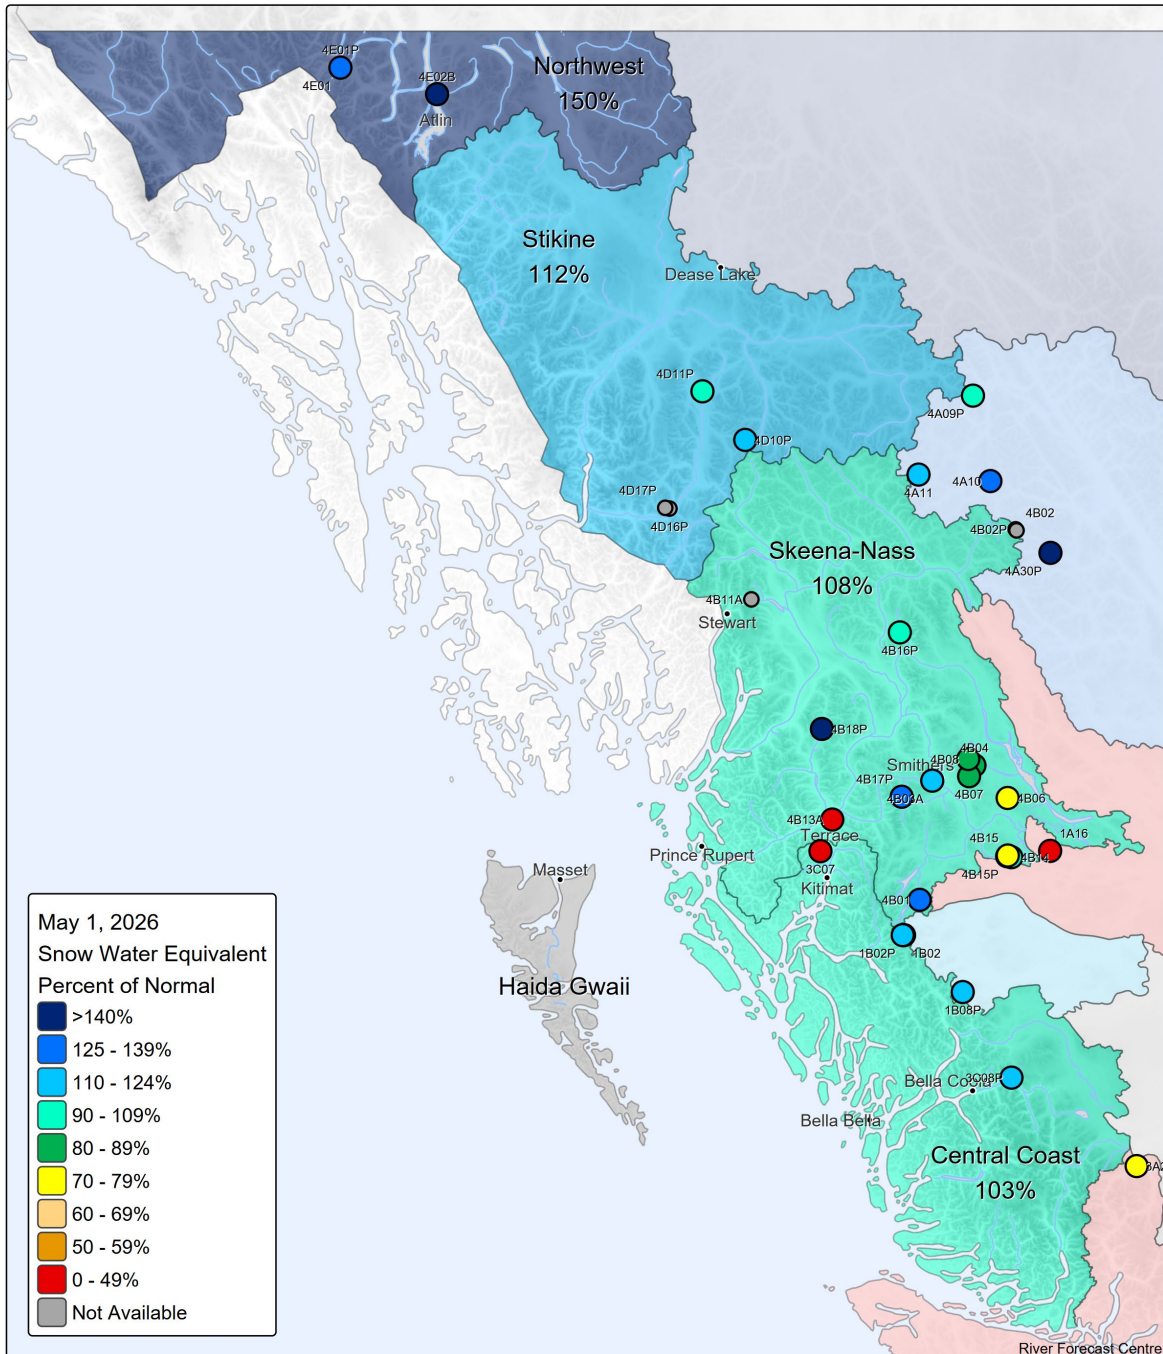 4E01P
4E01
4E02B
Atlin
Northwest
150%
Stikine
112%
Dease Lake
4D11P
4D10P
4A09P
4A11
4A10
4D17P
4D16P
4B02
4B02P
4A30P
Skeena-Nass
108%
4B11A
Stewart
4B16P
4B18P
4B04
4B08
Smithers
4B17P
4B03A
4B07
4B06
4B13A
Terrace
4B15
1A16
4B14
4B15P
Prince Rupert
3C07
Kitimat
Masset
4B01
1B02P
1B02
Haida Gwaii
1B08P
3C08P
Bella Coola
Bella Bella
Central Coast
103%
May 1, 2026
Snow Water Equivalent
Percent of Normal
>140%
125 - 139%
110 - 124%
90 - 109%
80 - 89%
70 - 79%
60 - 69%
50 - 59%
0 - 49%
Not Available
River Forecast Centre